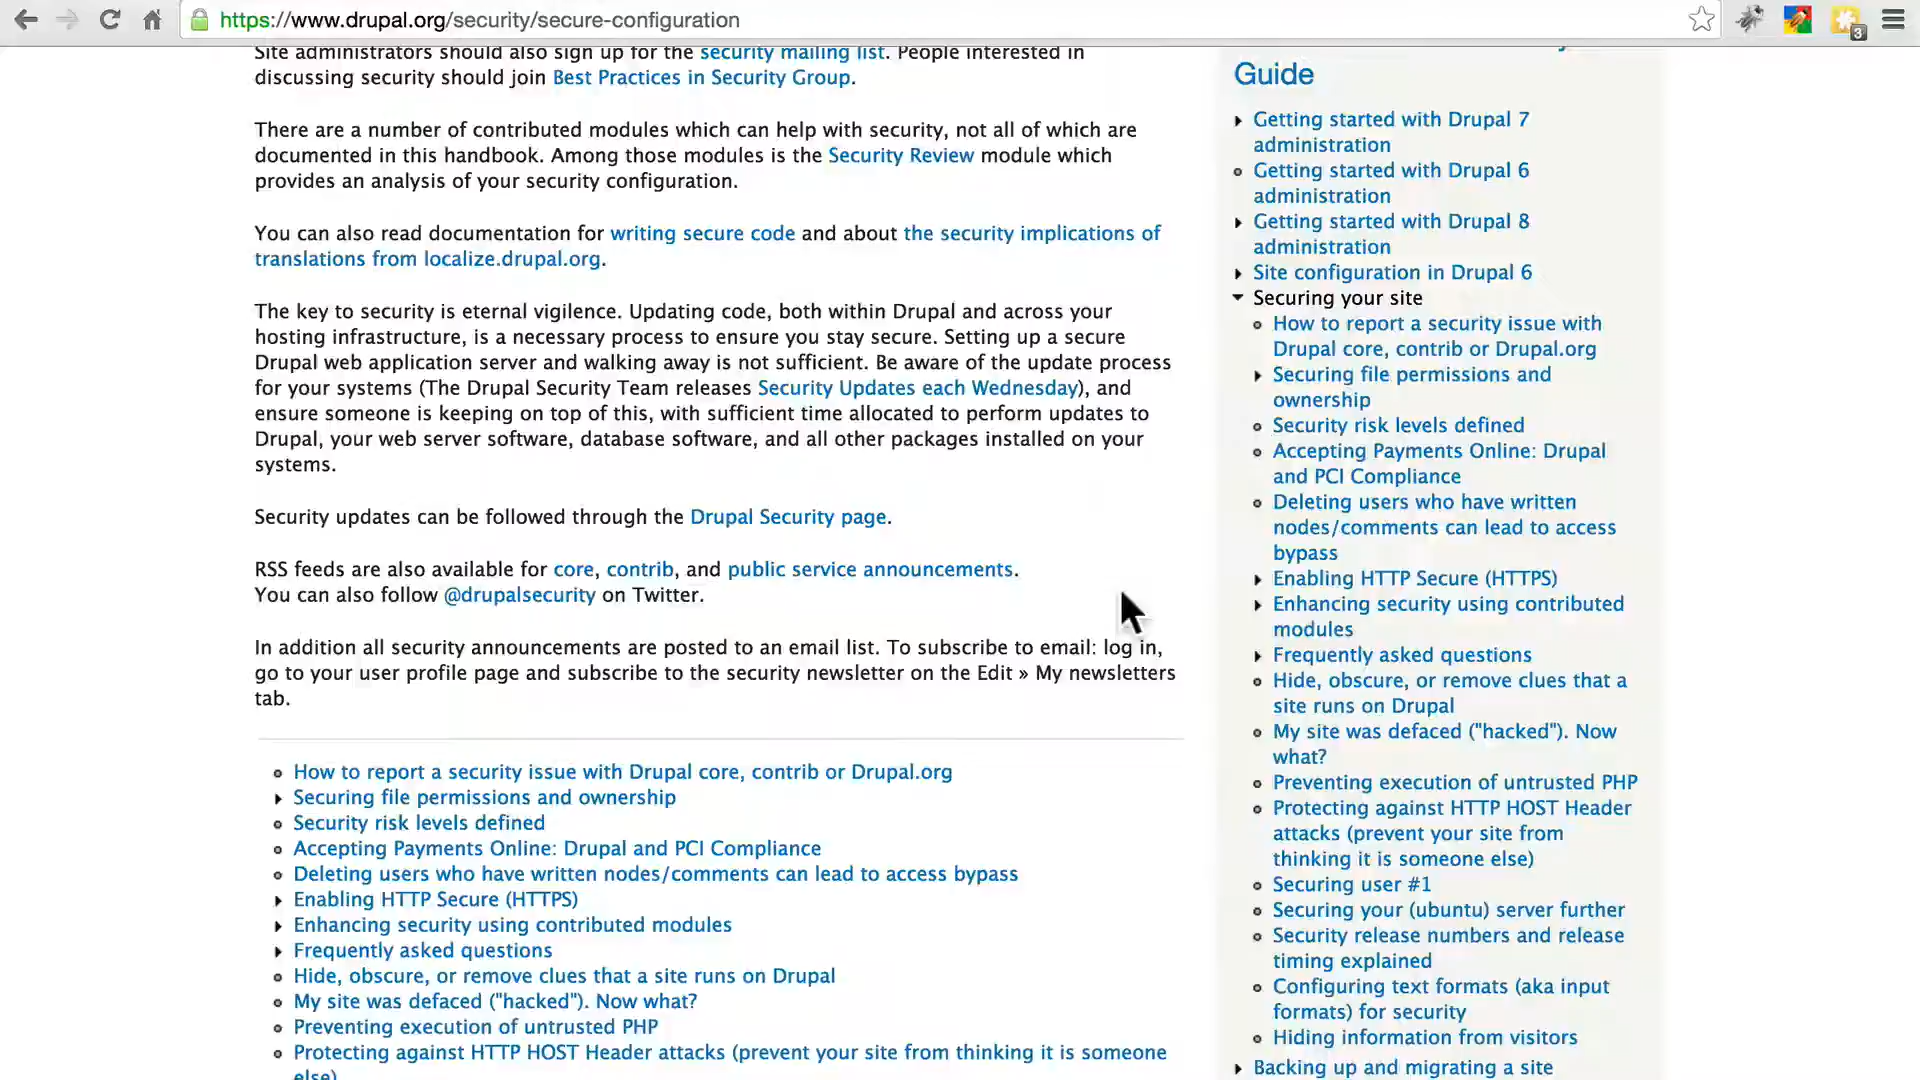 https://www.drupal.org/security/secure-configuration
3
Site administrators should also sign up for the security mailing list. People interested in
discussing security should join Best Practices in Security Group.
There are a number of contributed modules which can help with security, not all of which are
documented in this handbook. Among those modules is the Security Review module which
provides an analysis of your security configuration.
You can also read documentation for writing secure code and about the security implications of
translations from localize.drupal.org.
The key to security is eternal vigilence. Updating code, both within Drupal and across your
hosting infrastructure, is a necessary process to ensure you stay secure. Setting up a secure
Drupal web application server and walking away is not sufficient. Be aware of the update process
for your systems (The Drupal Security Team releases Security Updates each Wednesday), and
ensure someone is keeping on top of this, with sufficient time allocated to perform updates to
Drupal, your web server software, database software, and all other packages installed on your
systems.
Security updates can be followed through the Drupal Security page.
RSS feeds are also available for core, contrib, and public service announcements.
You can also follow @drupalsecurity on Twitter.
In addition all security announcements are posted to an email list. To subscribe to email: log in,
go to your user profile page and subscribe to the security newsletter on the Edit » My newsletters
tab.
How to report a security issue with Drupal core, contrib or Drupal.org
Securing file permissions and ownership
Security risk levels defined
Accepting Payments Online: Drupal and PCI Compliance
Deleting users who have written nodes/comments can lead to access bypass
Enabling HTTP Secure (HTTPS)
Enhancing security using contributed modules
Frequently asked questions
Hide, obscure, or remove clues that a site runs on Drupal
My site was defaced ("hacked"). Now what?
Preventing execution of untrusted PHP
Protecting against HTTP HOST Header attacks (prevent your site from thinking it is someone
else)
Guide
Getting started with Drupal 7
administration
Getting started with Drupal 6
administration
Getting started with Drupal 8
administration
Site configuration in Drupal 6
Securing your site
How to report a security issue with
Drupal core, contrib or Drupal.org
Securing file permissions and
ownership
Security risk levels defined
Accepting Payments Online: Drupal
and PCI Compliance
Deleting users who have written
nodes/comments can lead to access
bypass
Enabling HTTP Secure (HTTPS)
Enhancing security using contributed
modules
Frequently asked questions
Hide, obscure, or remove clues that a
site runs on Drupal
My site was defaced ("hacked"). Now
what?
Preventing execution of untrusted PHP
Protecting against HTTP HOST Header
attacks (prevent your site from
thinking it is someone else)
Securing user #1
Securing your (ubuntu) server further
Security release numbers and release
timing explained
Configuring text formats (aka input
formats) for security
Hiding information from visitors
Backing up and migrating a site